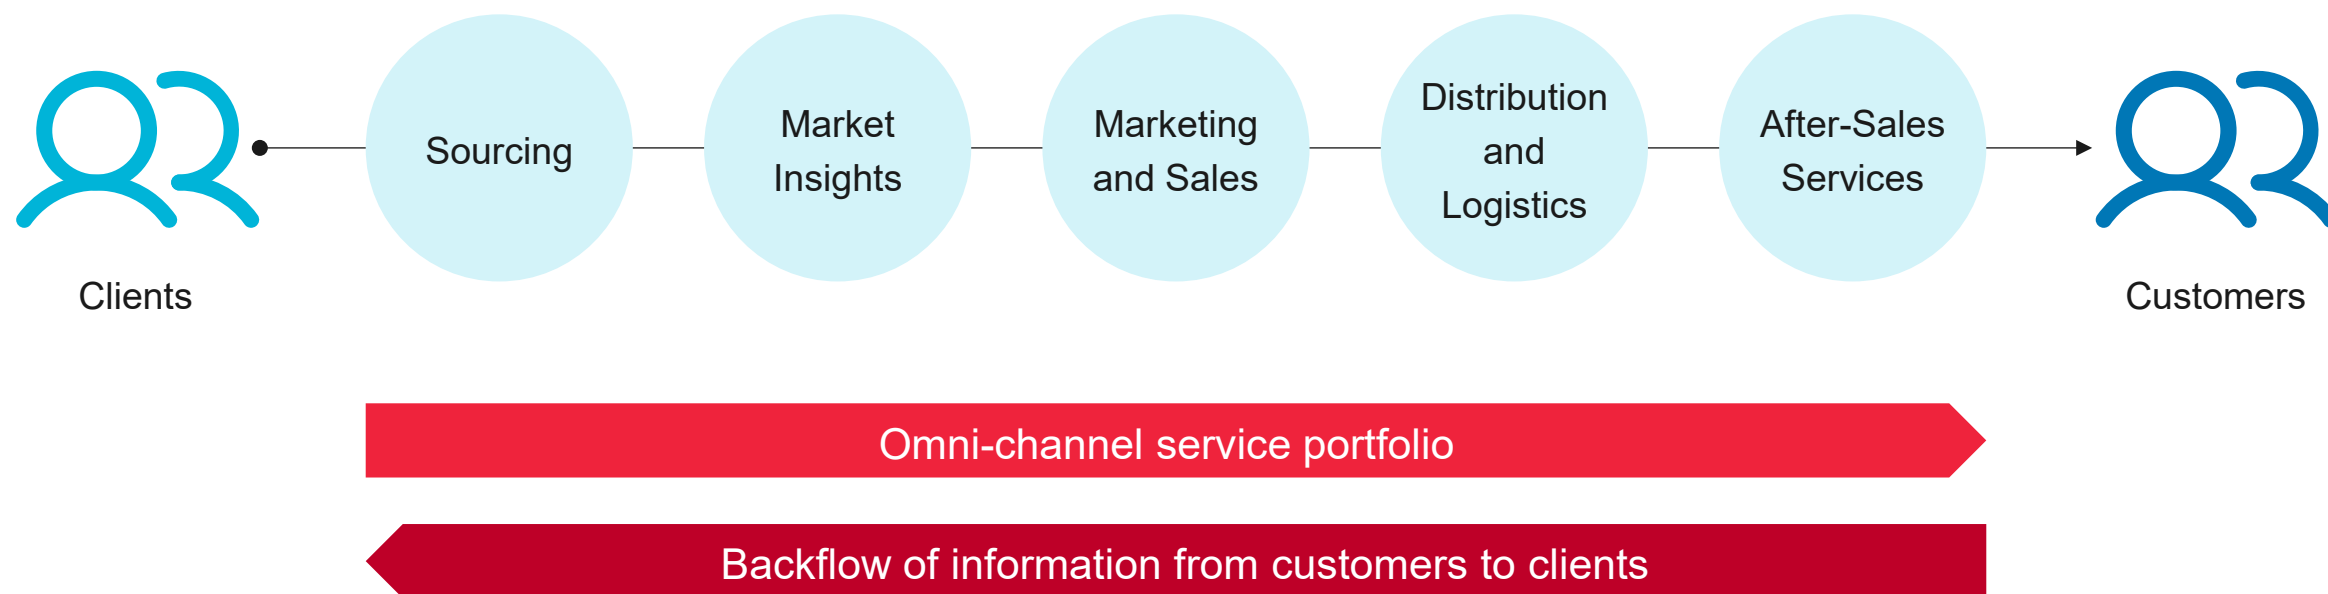 Sourcing
Market
Insights
Marketing
and Sales
Distribution
and
Logistics
After-Sales
Services
Clients
Customers
Omni-channel service portfolio
Backflow of information from customers to clients